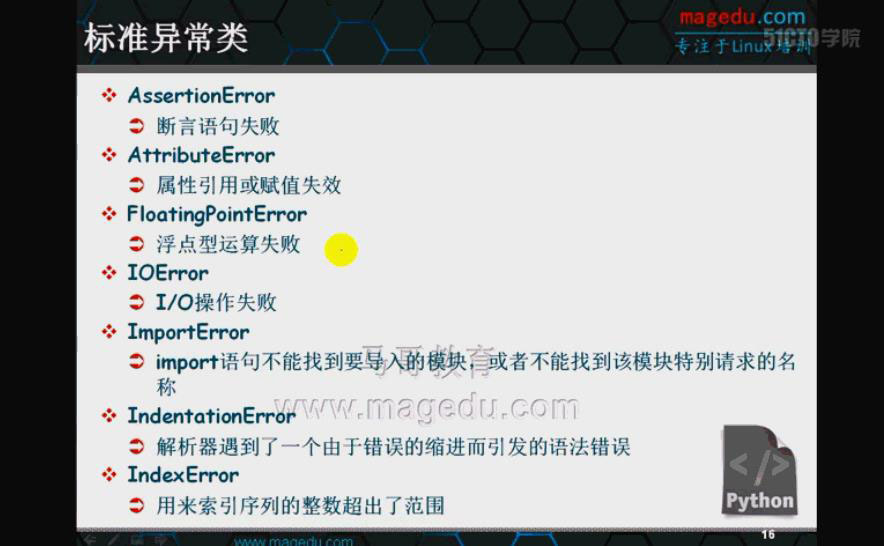 标准异常类
magedu.com
专注于Linux培训
51CTO学院
AssertionError
断言语句失败
AttributeError
属性引用或赋值失效
FloatingPointError
浮点型运算失败
IOError
I/O操作失败
ImportError
import语句不能找到要导入的模块，或者不能找到该模块特别请求的名
称
马哥教育
www.magedu.com
IndentationError
解析器遇到了一个由于错误的缩进而引发的语法错误
IndexError
用来索引序列的整数超出了范围
</>
Python
www.magedu.com
16